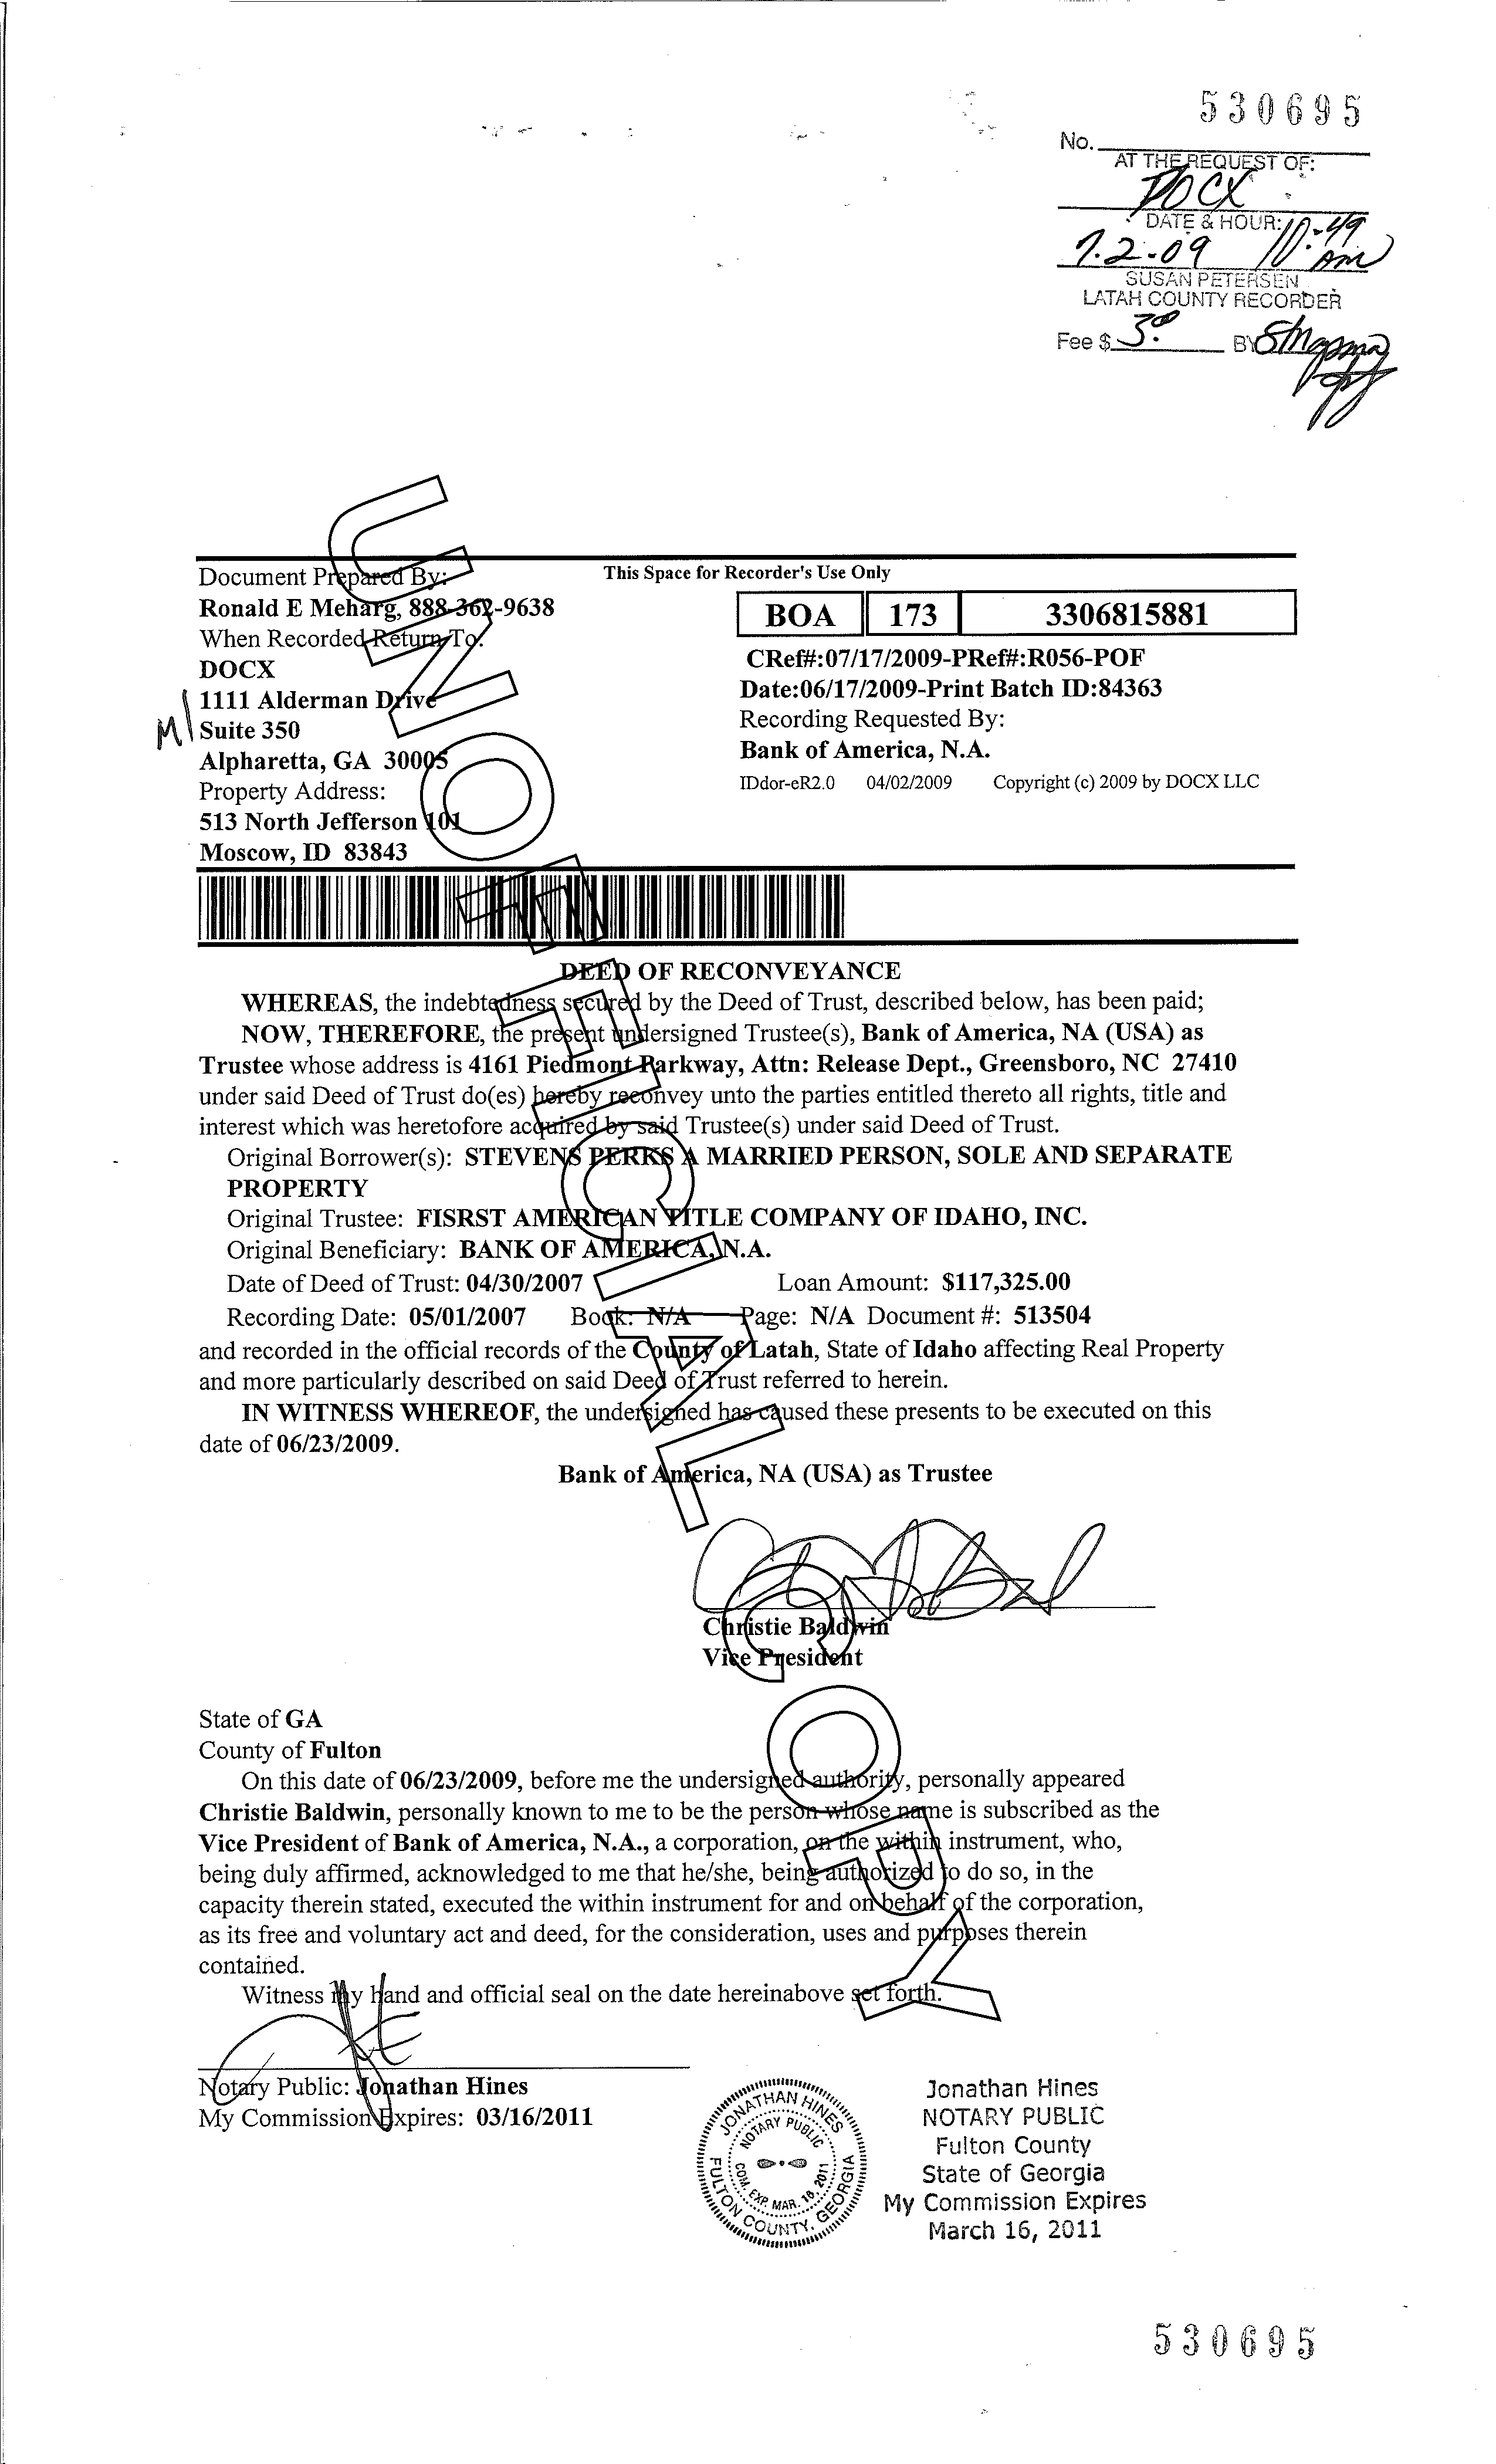 530695
No.
AT THE REQUEST OF:
DOCX
DATE & HOUR: 10:49
7.2.09 AM
SUSAN PETERSEN
LATAH COUNTY RECORDER
Fee $ 3.00 BY
Document Prepared By:
Ronald E Meharg, 888-362-9638
When Recorded Return To:
DOCX
1111 Alderman Drive
M Suite 350
Alpharetta, GA 30005
Property Address:
513 North Jefferson 101
Moscow, ID 83843
This Space for Recorder's Use Only
BOA 173 3306815881
CRef#:07/17/2009-PRef#:R056-POF
Date:06/17/2009-Print Batch ID:84363
Recording Requested By:
Bank of America, N.A.
IDdor-eR2.0 04/02/2009 Copyright (c) 2009 by DOCX LLC
DEED OF RECONVEYANCE
WHEREAS, the indebtedness secured by the Deed of Trust, described below, has been paid;
NOW, THEREFORE, the present undersigned Trustee(s), Bank of America, NA (USA) as
Trustee whose address is 4161 Piedmont Parkway, Attn: Release Dept., Greensboro, NC 27410
under said Deed of Trust do(es) hereby reconvey unto the parties entitled thereto all rights, title and
interest which was heretofore acquired by said Trustee(s) under said Deed of Trust.
Original Borrower(s): STEVENS PERKS A MARRIED PERSON, SOLE AND SEPARATE
PROPERTY
Original Trustee: FISRST AMERICAN TITLE COMPANY OF IDAHO, INC.
Original Beneficiary: BANK OF AMERICA, N.A.
Date of Deed of Trust: 04/30/2007 Loan Amount: $117,325.00
Recording Date: 05/01/2007 Book: N/A Page: N/A Document #: 513504
and recorded in the official records of the County of Latah, State of Idaho affecting Real Property
and more particularly described on said Deed of Trust referred to herein.
IN WITNESS WHEREOF, the undersigned has caused these presents to be executed on this
date of 06/23/2009.
Bank of America, NA (USA) as Trustee
Christie Baldwin
Vice President
State of GA
County of Fulton
On this date of 06/23/2009, before me the undersigned authority, personally appeared
Christie Baldwin, personally known to me to be the person whose name is subscribed as the
Vice President of Bank of America, N.A., a corporation, on the within instrument, who,
being duly affirmed, acknowledged to me that he/she, being authorized to do so, in the
capacity therein stated, executed the within instrument for and on behalf of the corporation,
as its free and voluntary act and deed, for the consideration, uses and purposes therein
contained.
Witness my hand and official seal on the date hereinabove set forth.
Notary Public: Jonathan Hines
My Commission Expires: 03/16/2011
JONATHAN HINES
NOTARY PUBLIC
COM. EXP. MAR. 16, 2011
FULTON COUNTY, GEORGIA
Jonathan Hines
NOTARY PUBLIC
Fulton County
State of Georgia
My Commission Expires
March 16, 2011
530695
UNOFFICIAL COPY